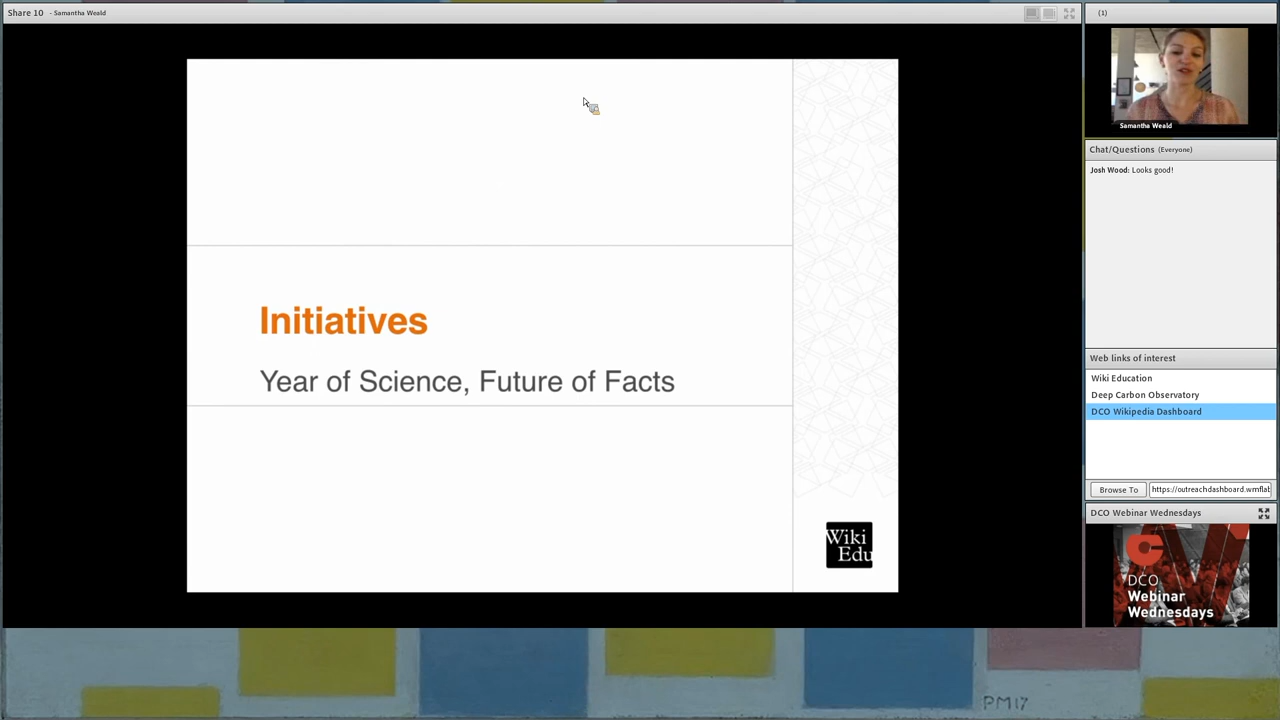 Share 10 - Samantha Weald
Initiatives
Year of Science, Future of Facts
Wiki
Edu
(1)
Samantha Weald
Chat/Questions (Everyone)
Josh Wood: Looks good!
Web links of interest
Wiki Education
Deep Carbon Observatory
DCO Wikipedia Dashboard
Browse To
https://outreachdashboard.wmflab
DCO Webinar Wednesdays
DCO
Webinar
Wednesdays
PM17